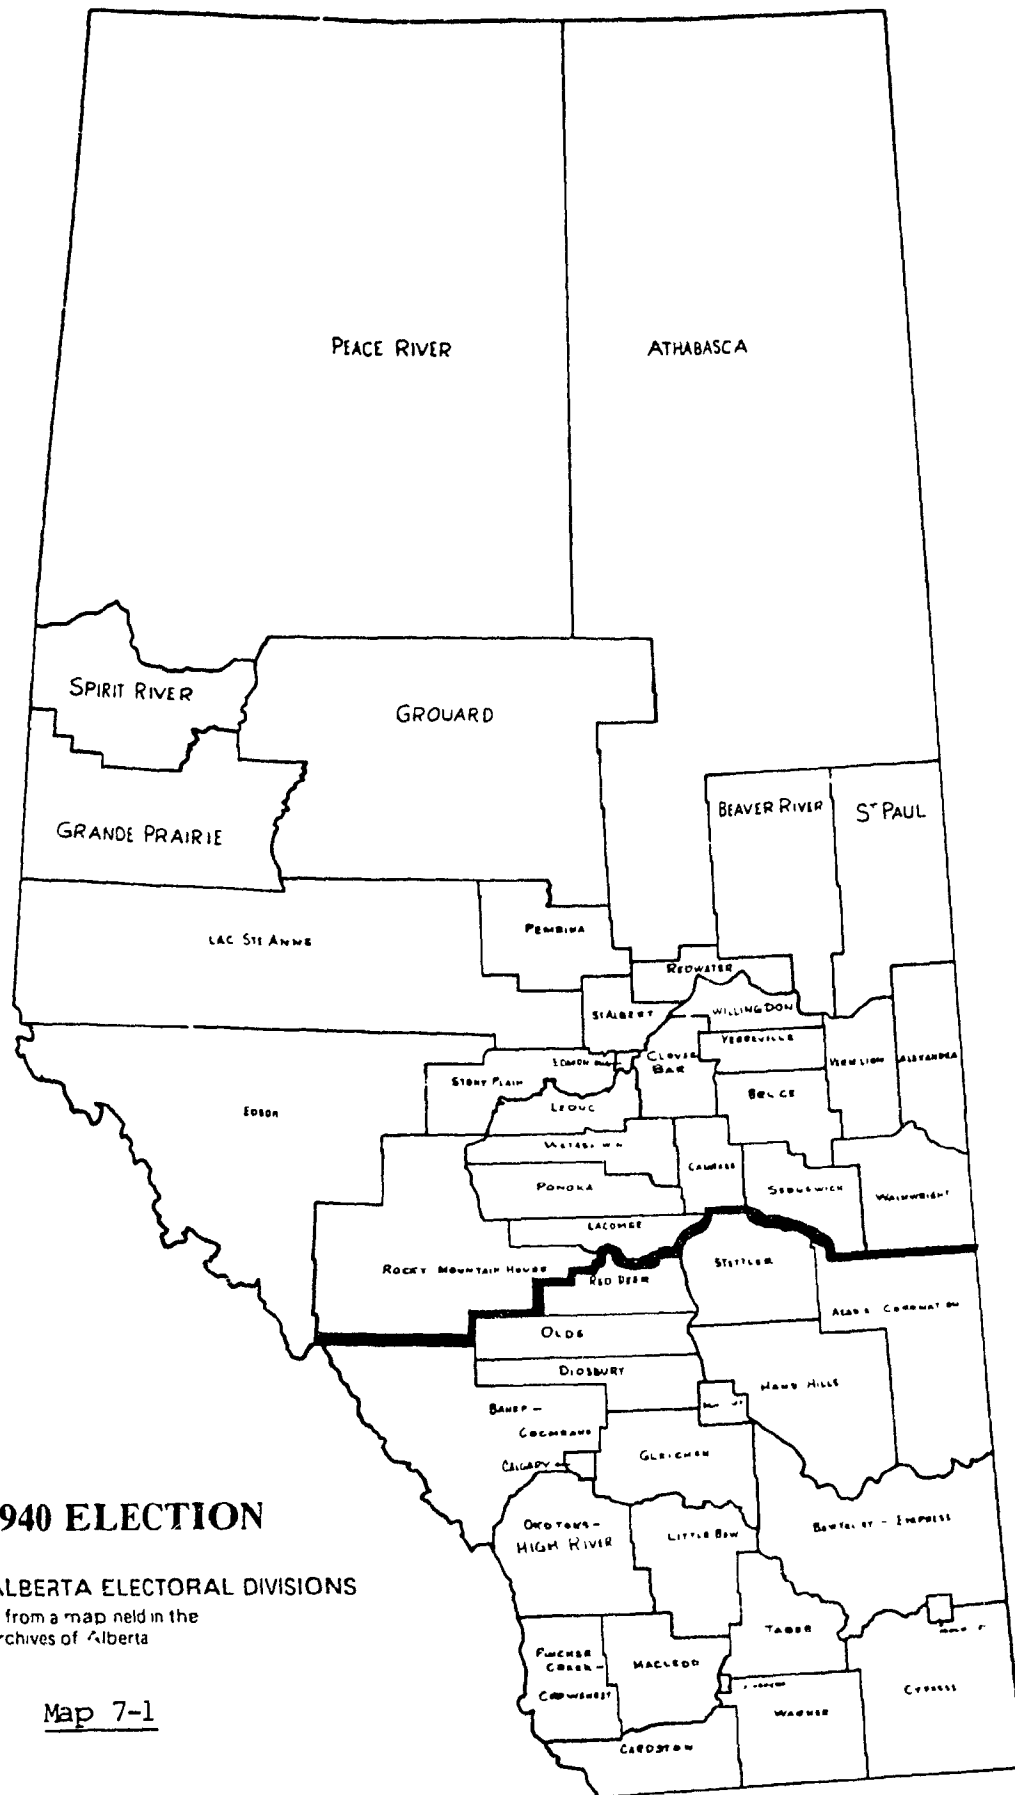 PEACE RIVER
ATHABASCA
SPIRIT RIVER
GROUARD
GRANDE PRAIRIE
BEAVER RIVER
ST PAUL
LAC STE ANNE
PEMBINA
REDWATER
ST ALBERT
WILLINGDON
VEGREVILLE
EDMONTON
CLOVER
BAR
VERMILION
ALEXANDRA
STONY PLAIN
BRUCE
LEDUC
EDSON
WETASKIWIN
CAMROSE
PONOKA
SEDGEWICK
WAINWRIGHT
LACOMBE
ROCKY MOUNTAIN HOUSE
RED DEER
STETTLER
ACADIA CORONATION
OLDS
DIDSBURY
HAND HILLS
BANFF -
COCHRANE
GLEICHEN
CALGARY
OKOTOKS -
HIGH RIVER
LITTLE BOW
BOW VALLEY - EMPRESS
940 ELECTION
ALBERTA ELECTORAL DIVISIONS
from a map held in the
rchives of Alberta
TABER
PINCHER
CREEK -
CROWSNEST
MACLEOD
CYPRESS
WARNER
CARDSTON
Map 7-1